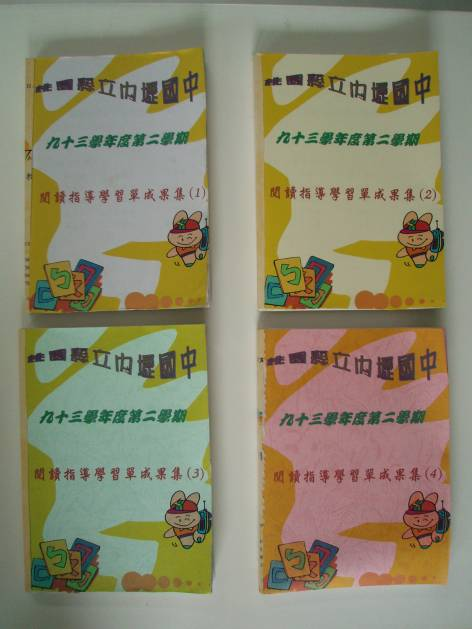 桃園縣立內壢國中
九十三學年度第二學期
閱讀指導學習單成果集(1)
桃園縣立內壢國中
九十三學年度第二學期
閱讀指導學習單成果集(2)
桃園縣立內壢國中
九十三學年度第二學期
閱讀指導學習單成果集(3)
桃園縣立內壢國中
九十三學年度第二學期
閱讀指導學習單成果集(4)